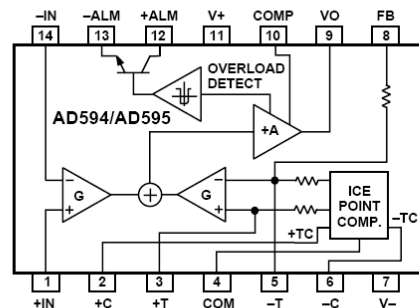 –IN –ALM +ALM V+ COMP VO FB
14 13 12 11 10 9 8
OVERLOAD
DETECT
AD594/AD595
+A
– G +
– G +
ICE
POINT
COMP.
+TC
–TC
1 2 3 4 5 6 7
+IN +C +T COM –T –C V–